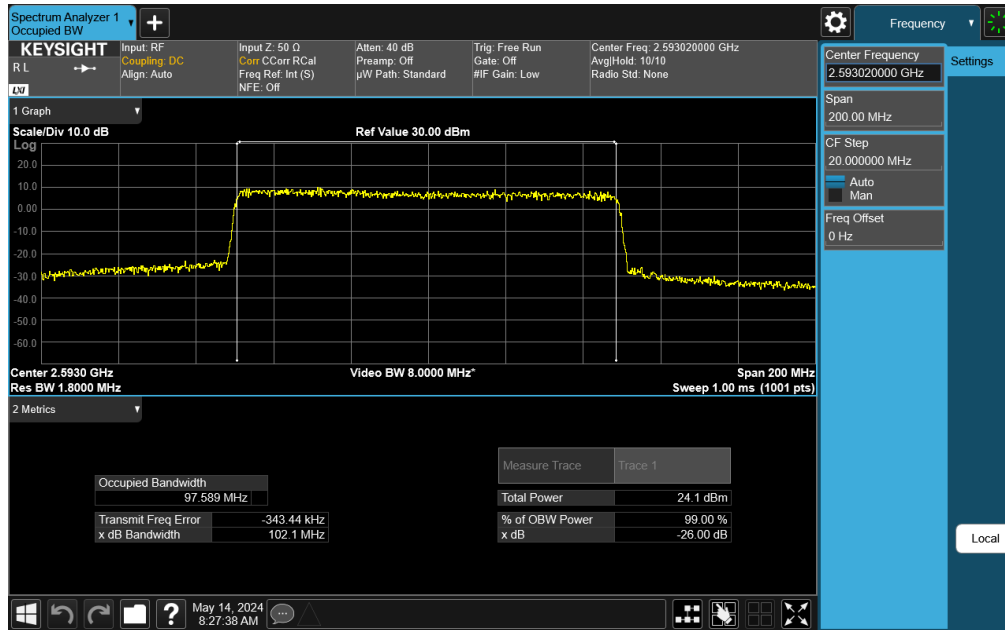 Spectrum Analyzer 1
Occupied BW
Frequency
KEYSIGHT
R L
LXI
Input: RF
Coupling: DC
Align: Auto
Input Z: 50 Ω
Corr CCorr RCal
Freq Ref: Int (S)
NFE: Off
Atten: 40 dB
Preamp: Off
µW Path: Standard
Trig: Free Run
Gate: Off
#IF Gain: Low
Center Freq: 2.593020000 GHz
Avg|Hold: 10/10
Radio Std: None
Center Frequency
2.593020000 GHz
Settings
Span
200.00 MHz
CF Step
20.000000 MHz
Auto
Man
Freq Offset
0 Hz
Local
1 Graph
Scale/Div 10.0 dB
Ref Value 30.00 dBm
Log
20.0
10.0
0.00
-10.0
-20.0
-30.0
-40.0
-50.0
-60.0
Center 2.5930 GHz
Video BW 8.0000 MHz*
Span 200 MHz
Res BW 1.8000 MHz
Sweep 1.00 ms (1001 pts)
2 Metrics
Measure Trace
Trace 1
Occupied Bandwidth
97.589 MHz
Total Power
24.1 dBm
Transmit Freq Error
-343.44 kHz
% of OBW Power
99.00 %
x dB Bandwidth
102.1 MHz
x dB
-26.00 dB
?
May 14, 2024
8:27:38 AM